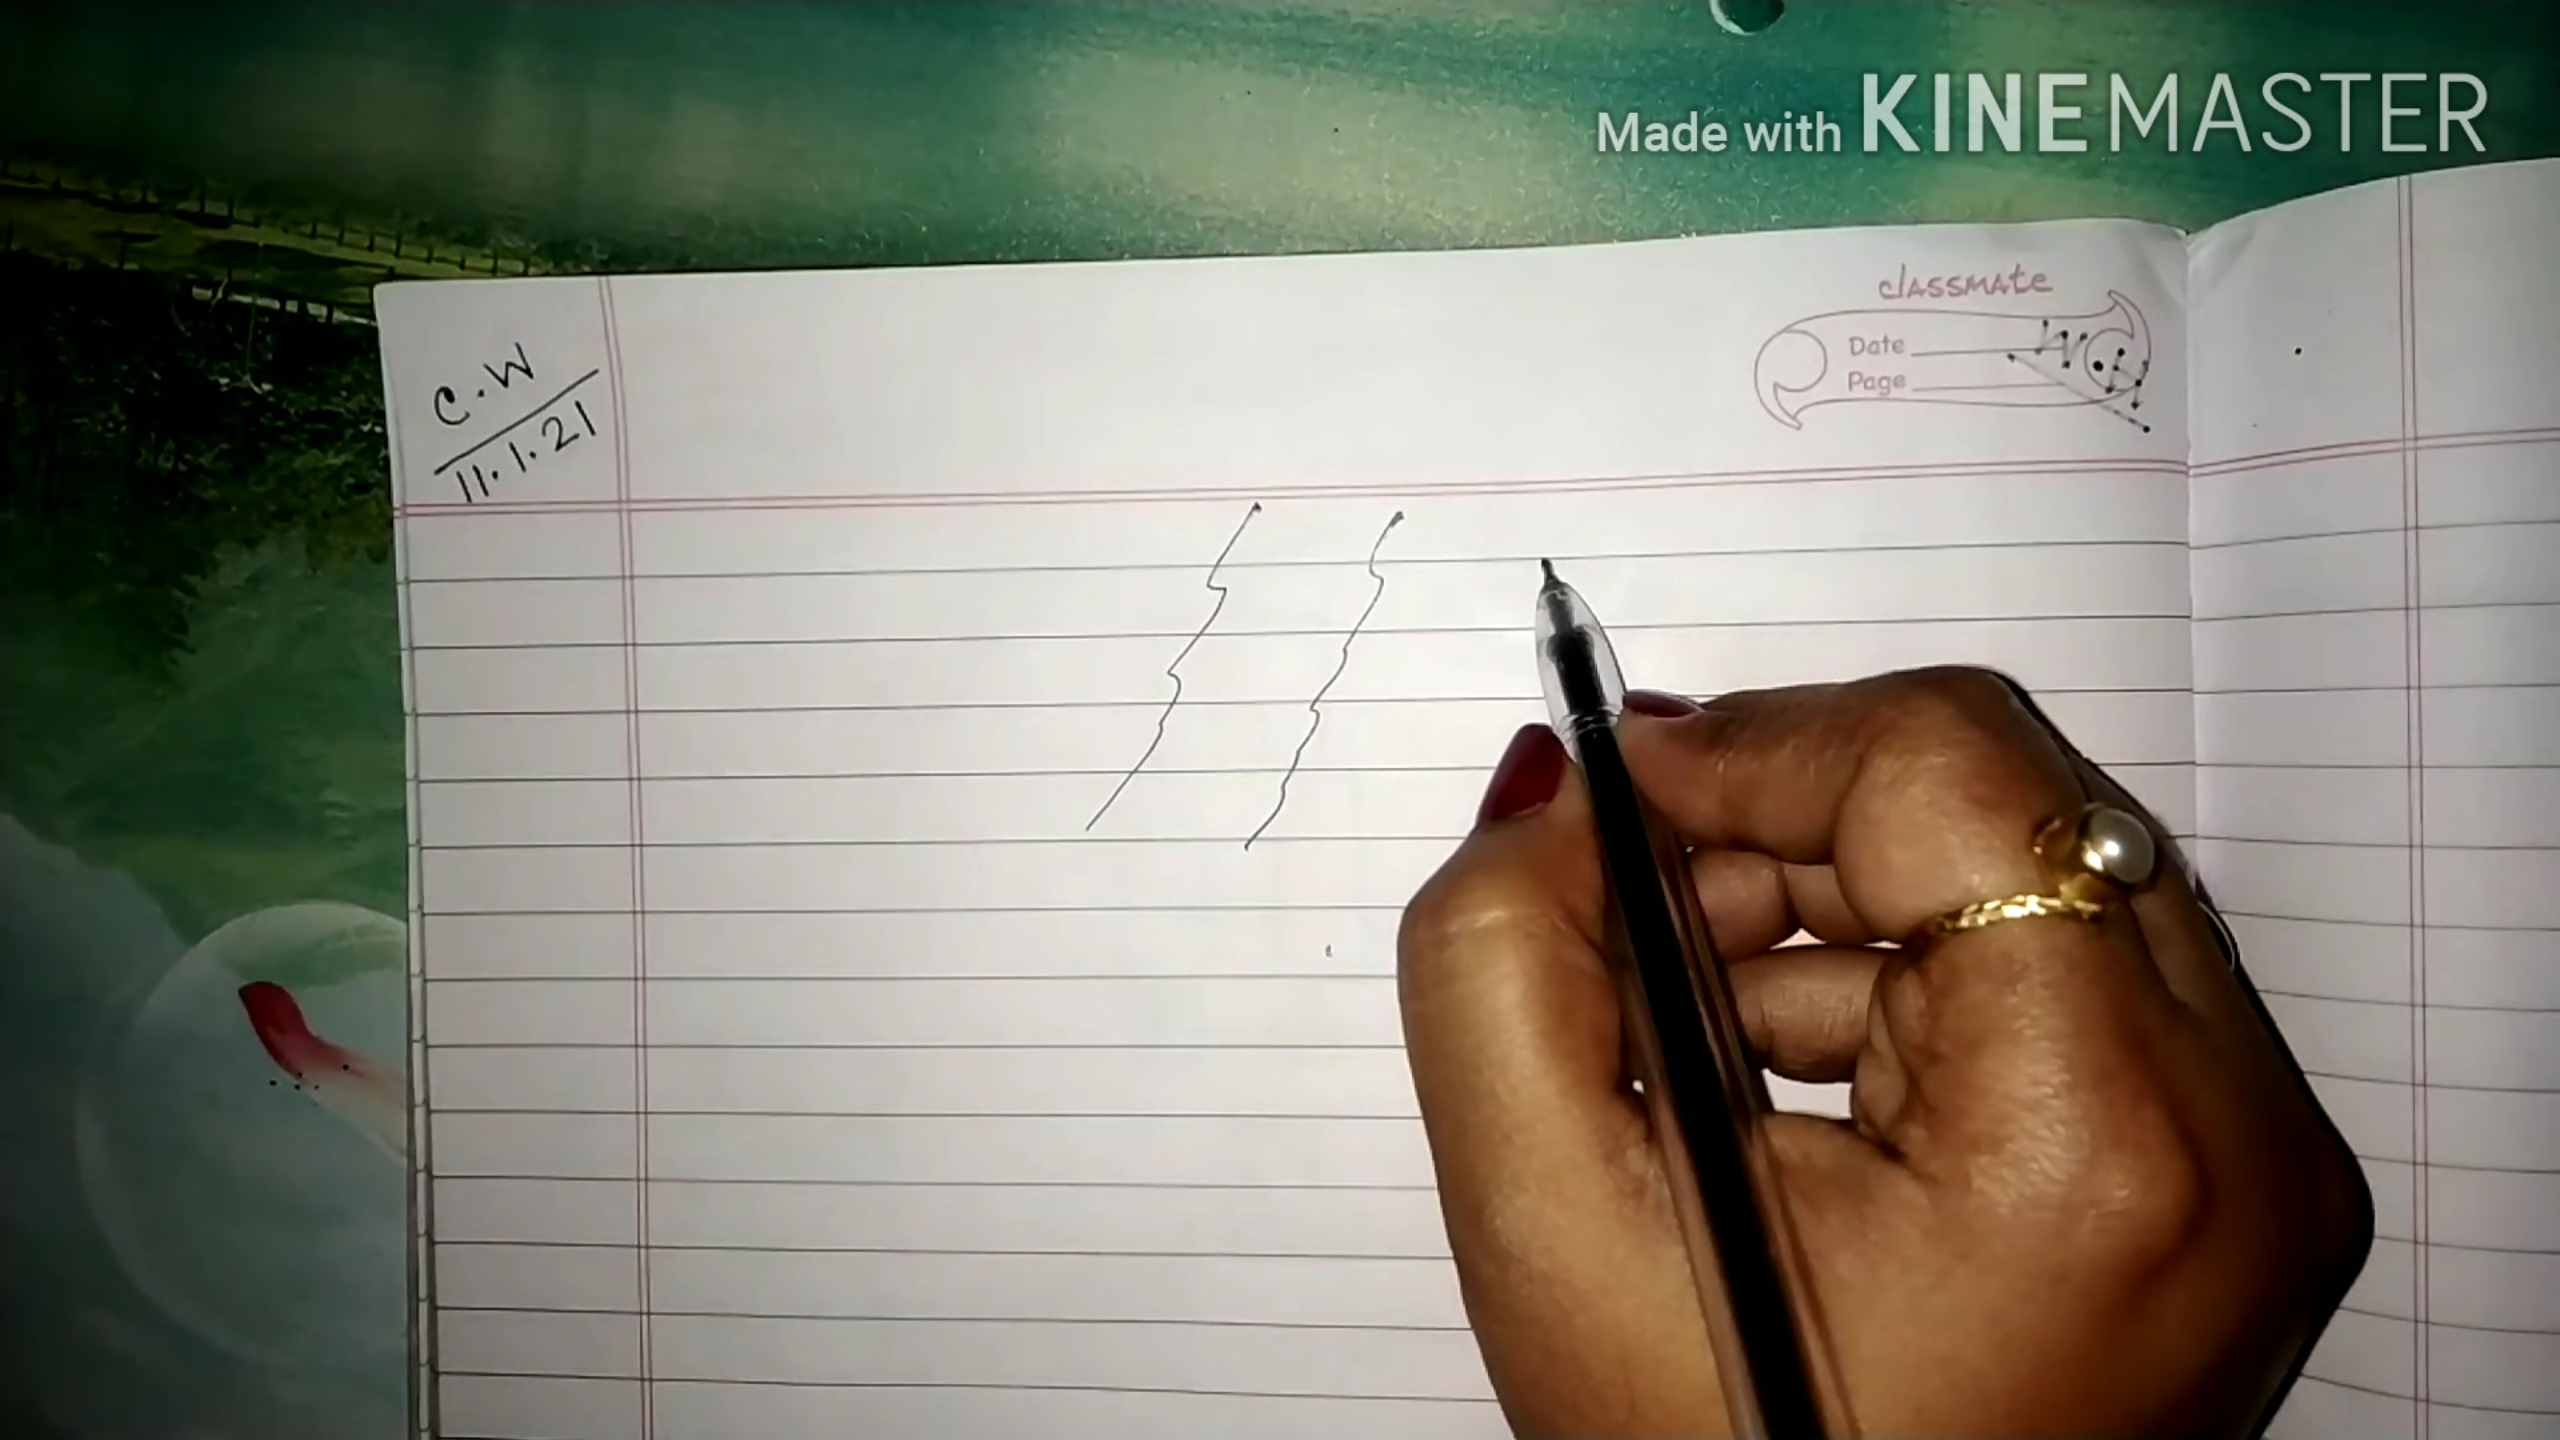 Made with KINEMASTER
classmate
Date
Page
C.W
11.1.21